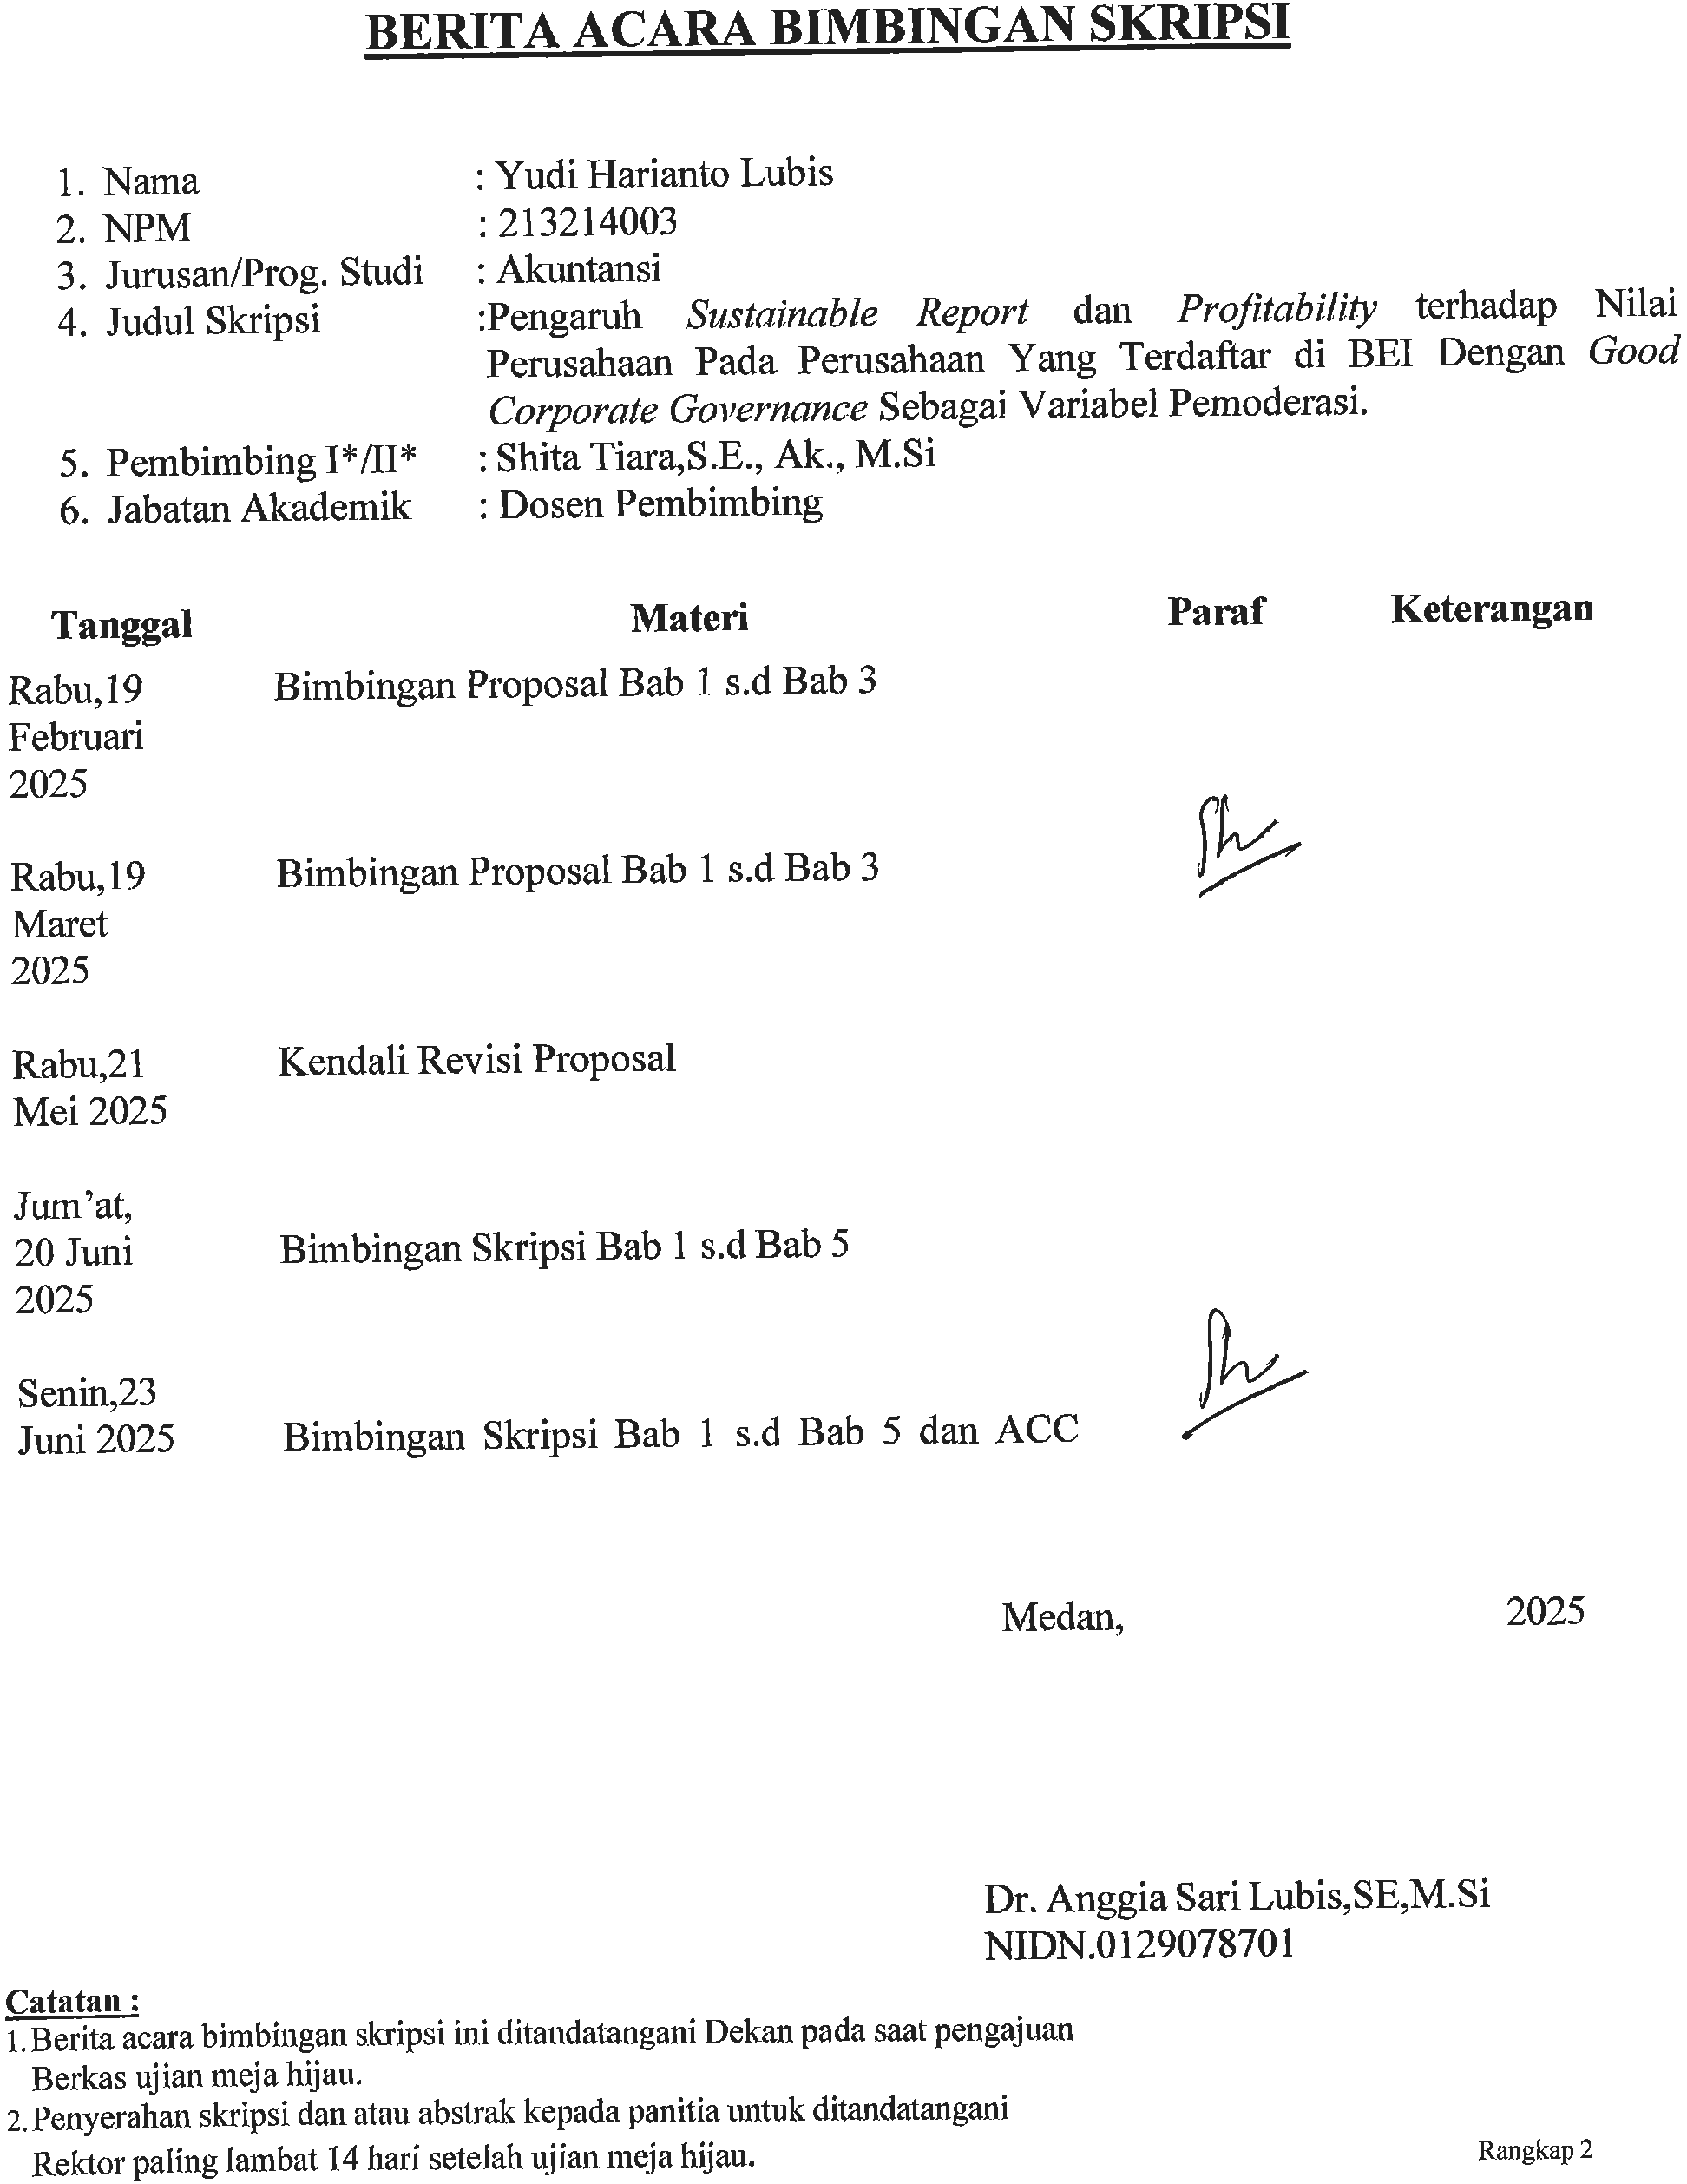 BERITA ACARA BIMBINGAN SKRIPSI
1. Nama : Yudi Harianto Lubis
2. NPM : 213214003
3. Jurusan/Prog. Studi : Akuntansi
4. Judul Skripsi :Pengaruh Sustainable Report dan Profitability terhadap Nilai
Perusahaan Pada Perusahaan Yang Terdaftar di BEI Dengan Good
Corporate Governance Sebagai Variabel Pemoderasi.
5. Pembimbing I*/II* : Shita Tiara,S.E., Ak., M.Si
6. Jabatan Akademik : Dosen Pembimbing
Tanggal Materi Paraf Keterangan
Rabu,19 Bimbingan Proposal Bab 1 s.d Bab 3
Februari
2025
Rabu,19 Bimbingan Proposal Bab 1 s.d Bab 3
Maret
2025
Rabu,21 Kendali Revisi Proposal
Mei 2025
Jum'at,
20 Juni Bimbingan Skripsi Bab 1 s.d Bab 5
2025
Senin,23
Juni 2025 Bimbingan Skripsi Bab 1 s.d Bab 5 dan ACC
Medan, 2025
Dr. Anggia Sari Lubis,SE,M.Si
NIDN.0129078701
Catatan :
1.Berita acara bimbingan skripsi ini ditandatangani Dekan pada saat pengajuan
Berkas ujian meja hijau.
2.Penyerahan skripsi dan atau abstrak kepada panitia untuk ditandatangani
Rektor paling lambat 14 hari setelah ujian meja hijau.
Rangkap 2